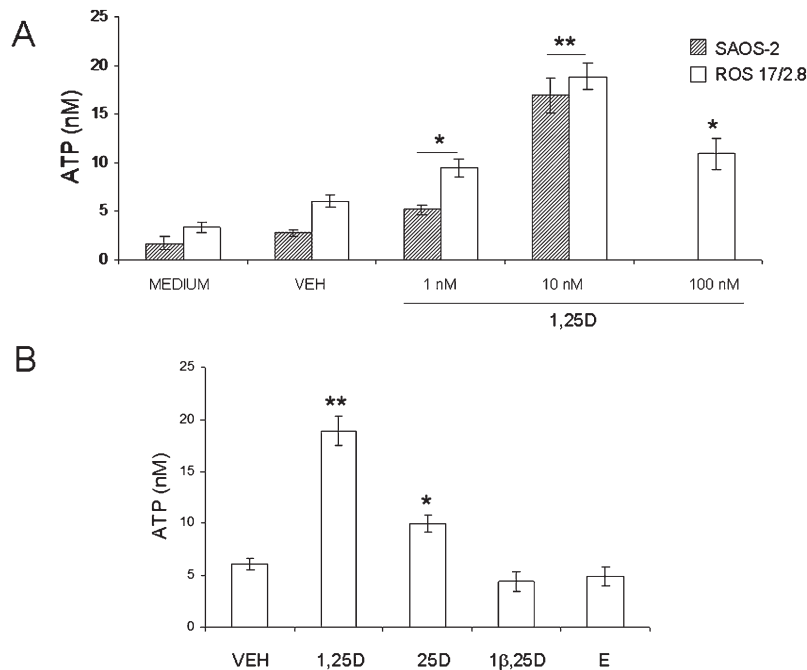 A
ATP (nM)
25
20
15
10
5
0
SAOS-2
ROS 17/2.8
*
**
*
MEDIUM VEH 1 nM 10 nM 100 nM
1,25D
B
ATP (nM)
25
20
15
10
5
0
**
*
VEH 1,25D 25D 1β,25D E